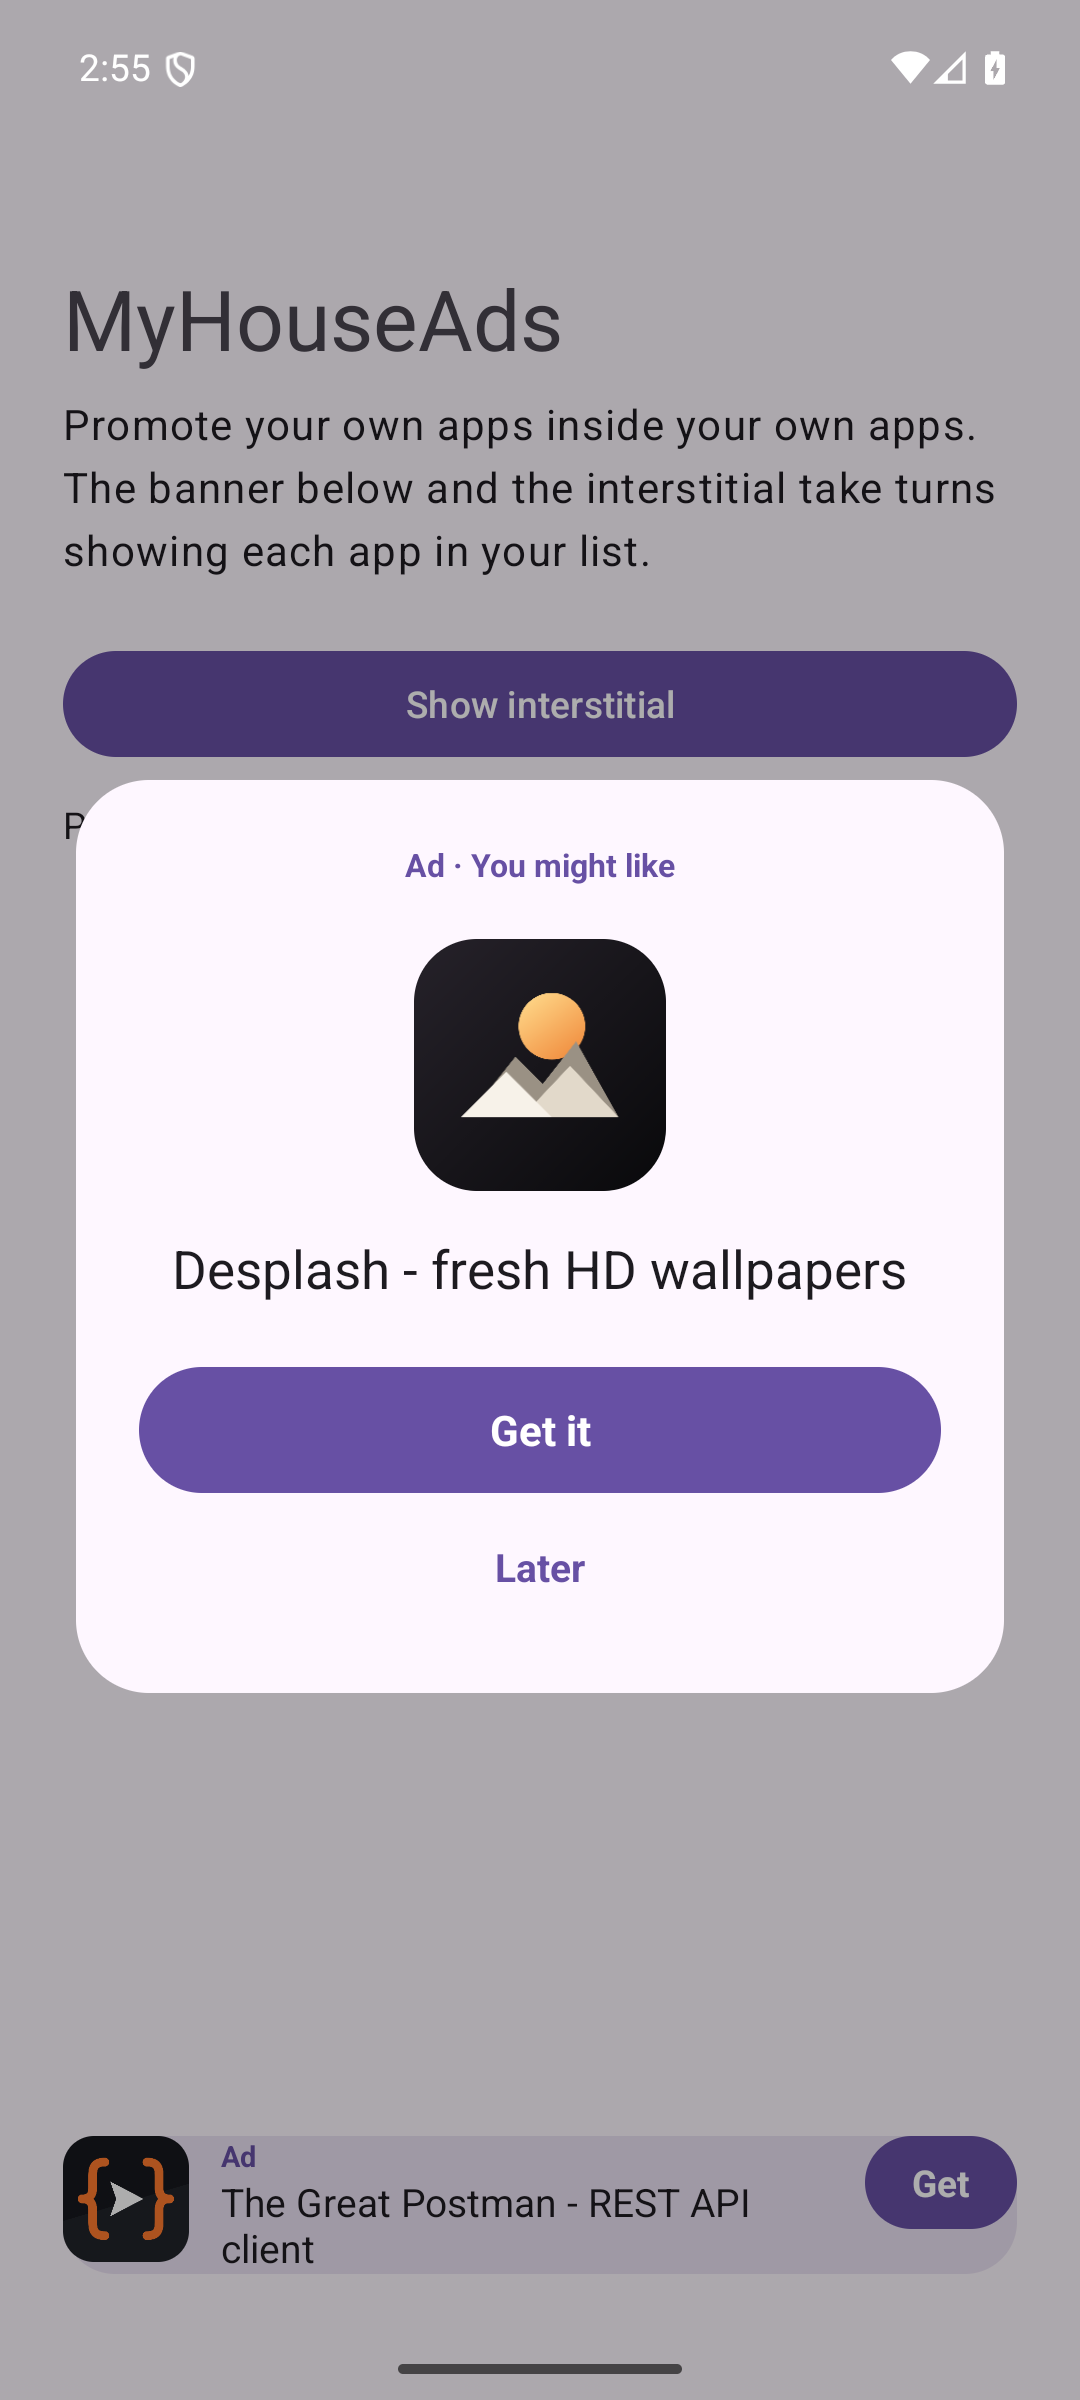 2:55
MyHouseAds
Promote your own apps inside your own apps.
The banner below and the interstitial take turns
showing each app in your list.
Show interstitial
Ad · You might like
Desplash - fresh HD wallpapers
Get it
Later
Ad
The Great Postman - REST API
client
Get